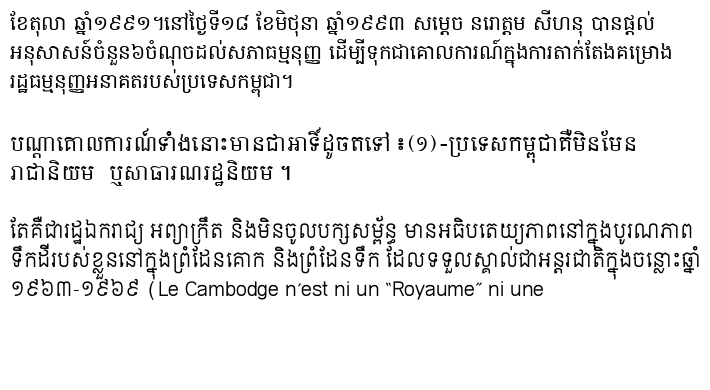 ខែតុលា ឆ្នាំ១៩៩១។នៅថ្ងៃទី១៨ ខែមិថុនា ឆ្នាំ១៩៩៣ សម្តេច នរោត្តម សីហនុ បានផ្តល់
អនុសាសន៍ចំនួន៦ចំណុចដល់សភាធម្មនុញ្ញ ដើម្បីទុកជាគោលការណ៍ក្នុងការតាក់តែងគម្រោង
រដ្ឋធម្មនុញ្ញអនាគតរបស់ប្រទេសកម្ពុជា។
បណ្តាគោលការណ៍ទាំងនោះមានជាអាទិ៍ដូចតទៅ ៖(១)-ប្រទេសកម្ពុជាគឺមិនមែន
រាជានិយម ឬសាធារណរដ្ឋនិយម ។
តែគឺជារដ្ឋឯករាជ្យ អព្យាក្រឹត និងមិនចូលបក្សសម្ព័ន្ធ មានអធិបតេយ្យភាពនៅក្នុងបូរណភាព
ទឹកដីរបស់ខ្លួននៅក្នុងព្រំដែនគោក និងព្រំដែនទឹក ដែលទទួលស្គាល់ជាអន្តរជាតិក្នុងចន្លោះឆ្នាំ
១៩៦៣-១៩៦៩ (Le Cambodge n’est ni un “Royaume” ni une